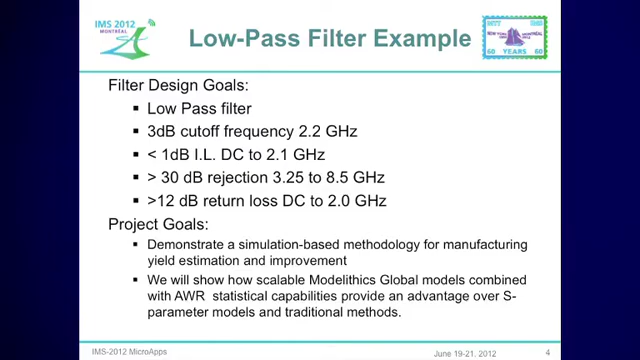 IMS 2012
MONTRÉAL
Low-Pass Filter Example
60 YEARS 60
Filter Design Goals:
▪ Low Pass filter
▪ 3dB cutoff frequency 2.2 GHz
▪ < 1dB I.L. DC to 2.1 GHz
▪ > 30 dB rejection 3.25 to 8.5 GHz
▪ >12 dB return loss DC to 2.0 GHz
Project Goals:
▪ Demonstrate a simulation-based methodology for manufacturing
yield estimation and improvement
▪ We will show how scalable Modelithics Global models combined
with AWR statistical capabilities provide an advantage over S-
parameter models and traditional methods.
IMS-2012 MicroApps
June 19-21, 2012
4